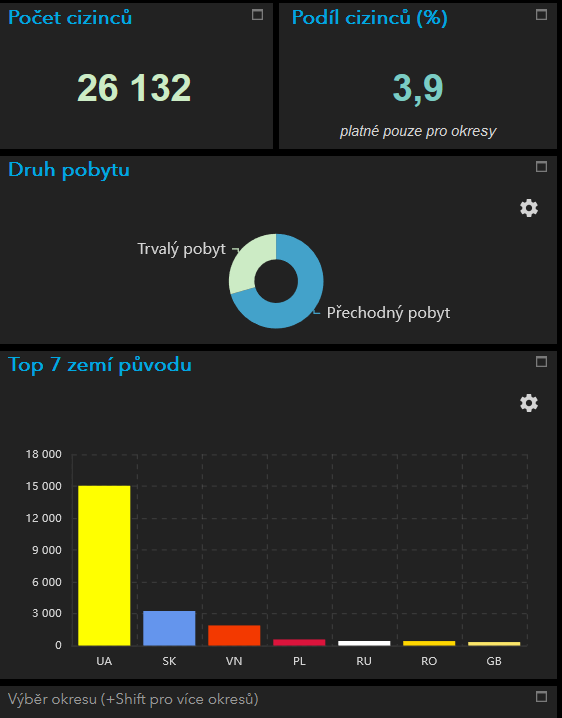 Počet cizinců
Podíl cizinců (%)
26 132
3,9
platné pouze pro okresy
Druh pobytu
Trvalý pobyt
Přechodný pobyt
Top 7 zemí původu
18 000
15 000
12 000
9 000
6 000
3 000
0
UA SK VN PL RU RO GB
Výběr okresu (+Shift pro více okresů)